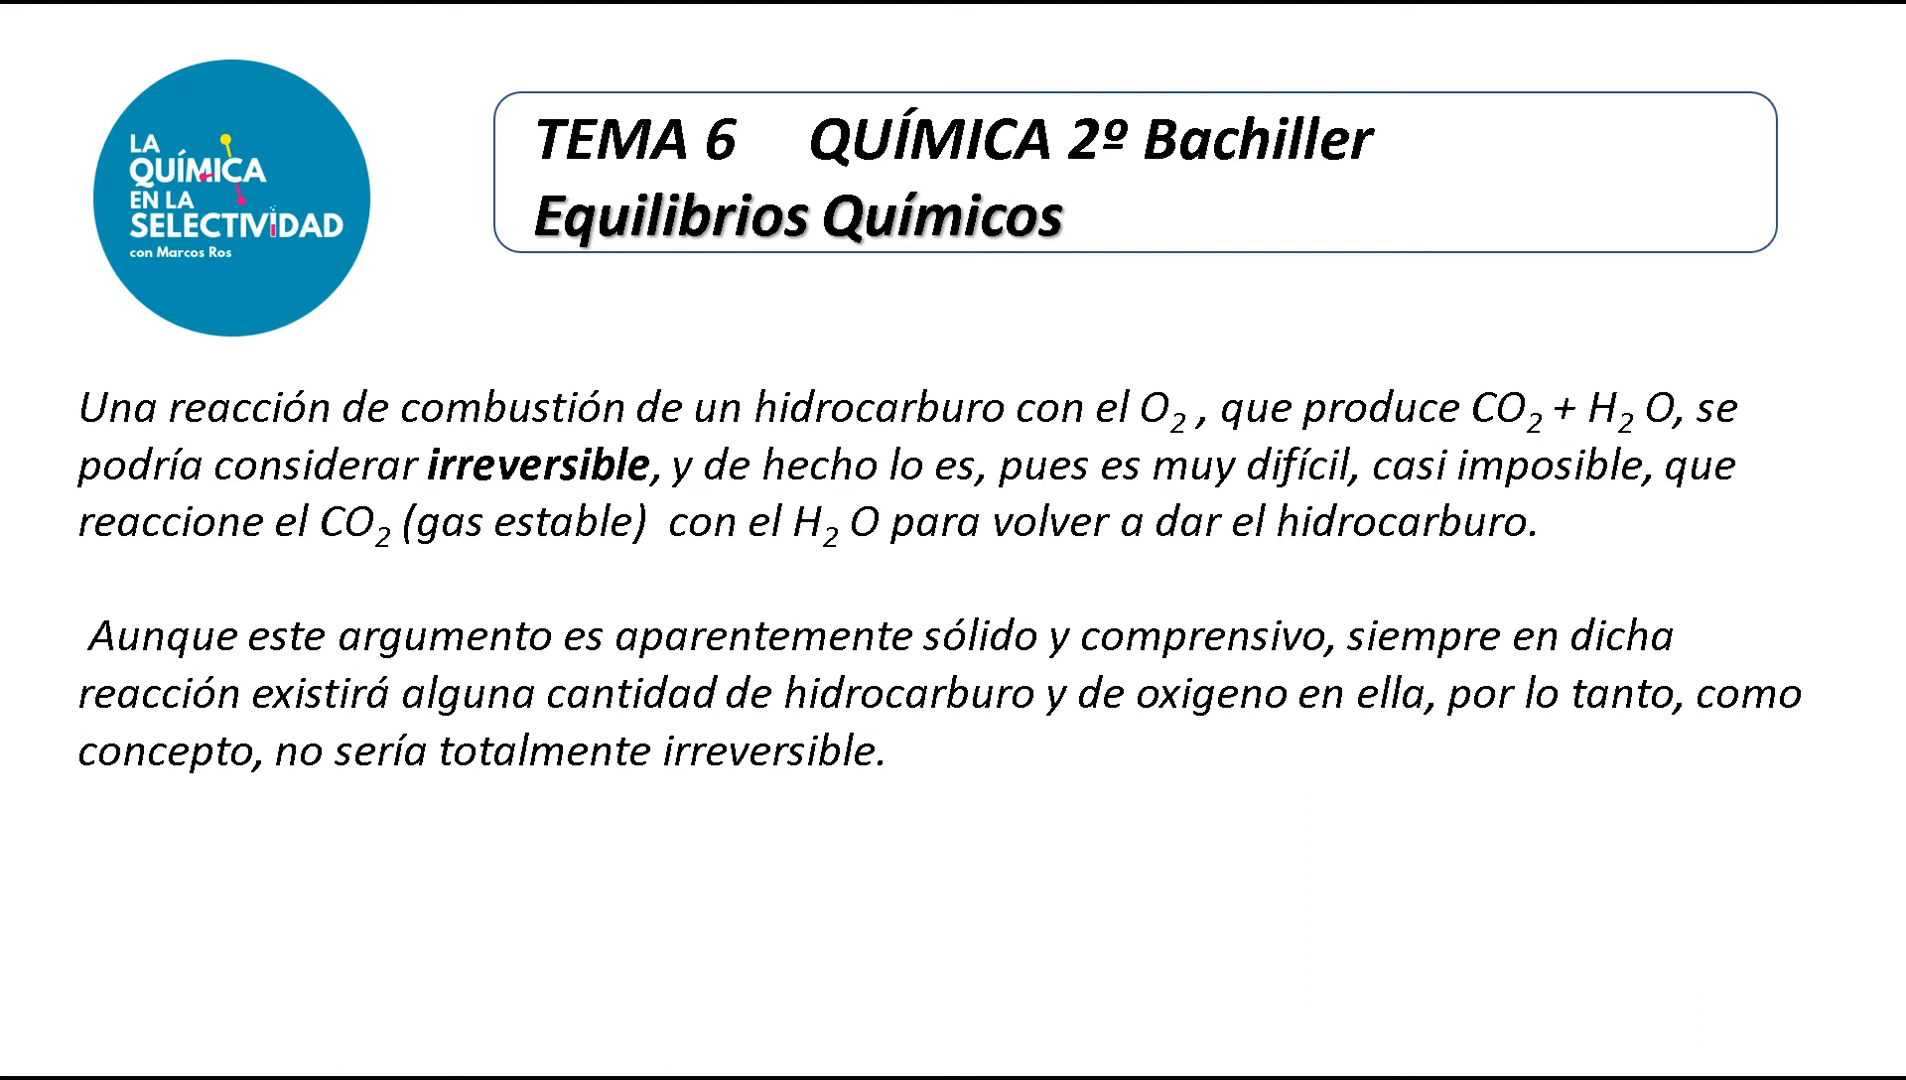 LA
QUÍMICA
EN LA
SELECTIVIDAD
con Marcos Ros
TEMA 6 QUÍMICA 2º Bachiller
Equilibrios Químicos
Una reacción de combustión de un hidrocarburo con el O2 , que produce CO2 + H2 O, se
podría considerar irreversible, y de hecho lo es, pues es muy difícil, casi imposible, que
reaccione el CO2 (gas estable) con el H2 O para volver a dar el hidrocarburo.
Aunque este argumento es aparentemente sólido y comprensivo, siempre en dicha
reacción existirá alguna cantidad de hidrocarburo y de oxigeno en ella, por lo tanto, como
concepto, no sería totalmente irreversible.